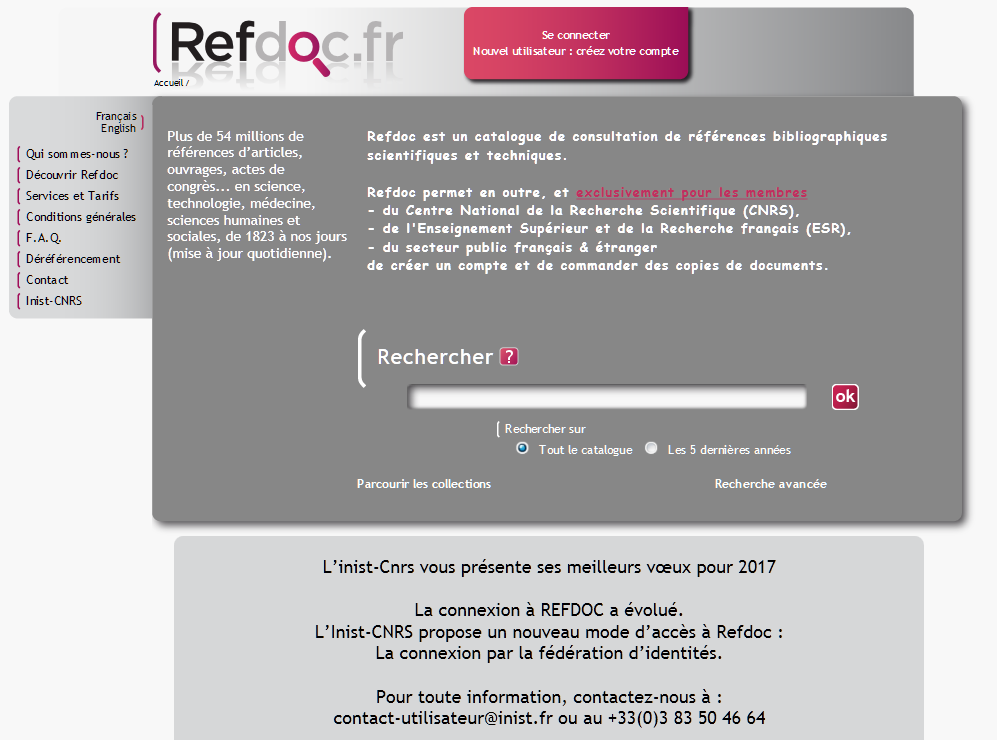 Refdoc.fr
Se connecter
Nouvel utilisateur : créez votre compte
Accueil /
Français
English
Qui sommes-nous ?
Découvrir Refdoc
Services et Tarifs
Conditions générales
F.A.Q.
Déréférencement
Contact
Inist-CNRS
Plus de 54 millions de
références d’articles,
ouvrages, actes de
congrès... en science,
technologie, médecine,
sciences humaines et
sociales, de 1823 à nos jours
(mise à jour quotidienne).
Refdoc est un catalogue de consultation de références bibliographiques
scientifiques et techniques.
Refdoc permet en outre, et exclusivement pour les membres
- du Centre National de la Recherche Scientifique (CNRS),
- de l'Enseignement Supérieur et de la Recherche français (ESR),
- du secteur public français & étranger
de créer un compte et de commander des copies de documents.
Rechercher ?
ok
Rechercher sur
Tout le catalogue Les 5 dernières années
Parcourir les collections Recherche avancée
L’inist-Cnrs vous présente ses meilleurs vœux pour 2017
La connexion à REFDOC a évolué.
L’Inist-CNRS propose un nouveau mode d’accès à Refdoc :
La connexion par la fédération d’identités.
Pour toute information, contactez-nous à :
contact-utilisateur@inist.fr ou au +33(0)3 83 50 46 64